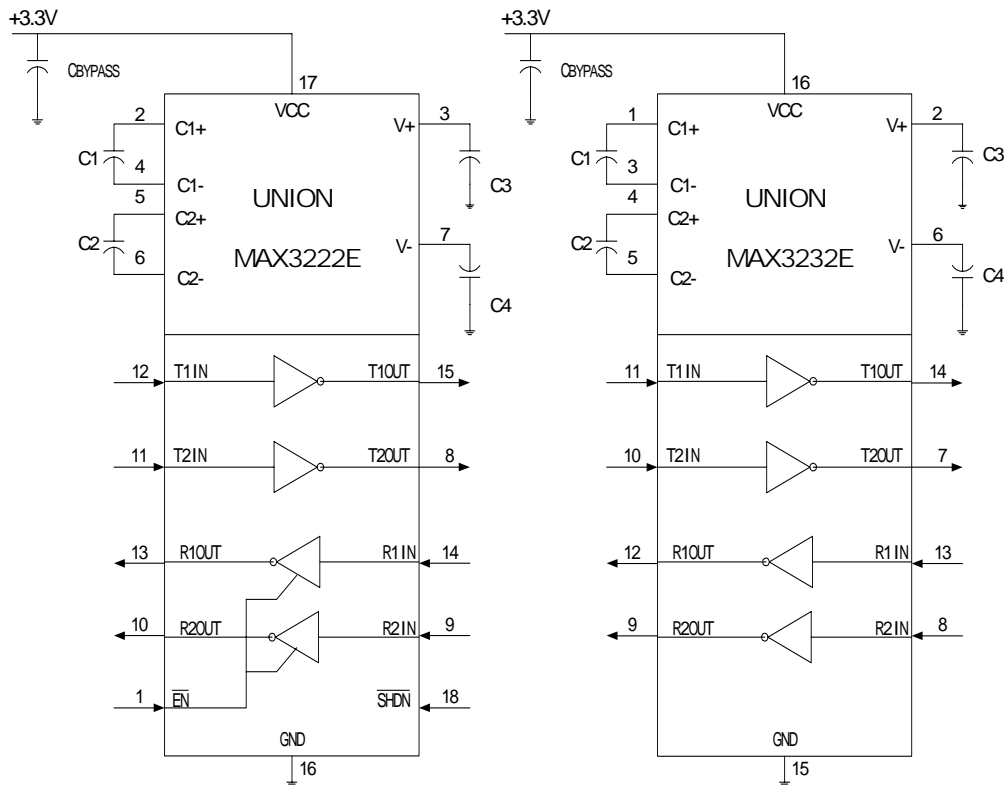 +3.3V
CBYPASS
17
VCC
2
C1+
C1
4
C1-
5
C2+
C2
6
C2-
3
V+
C3
UNION
MAX3222E
7
V-
C4
12
T1IN
T1OUT
15
11
T2IN
T2OUT
8
13
R1OUT
R1IN
14
10
R2OUT
R2IN
9
1
EN
SHDN
18
GND
16
+3.3V
CBYPASS
16
VCC
1
C1+
C1
3
C1-
4
C2+
C2
5
C2-
2
V+
C3
UNION
MAX3232E
6
V-
C4
11
T1IN
T1OUT
14
10
T2IN
T2OUT
7
12
R1OUT
R1IN
13
9
R2OUT
R2IN
8
GND
15